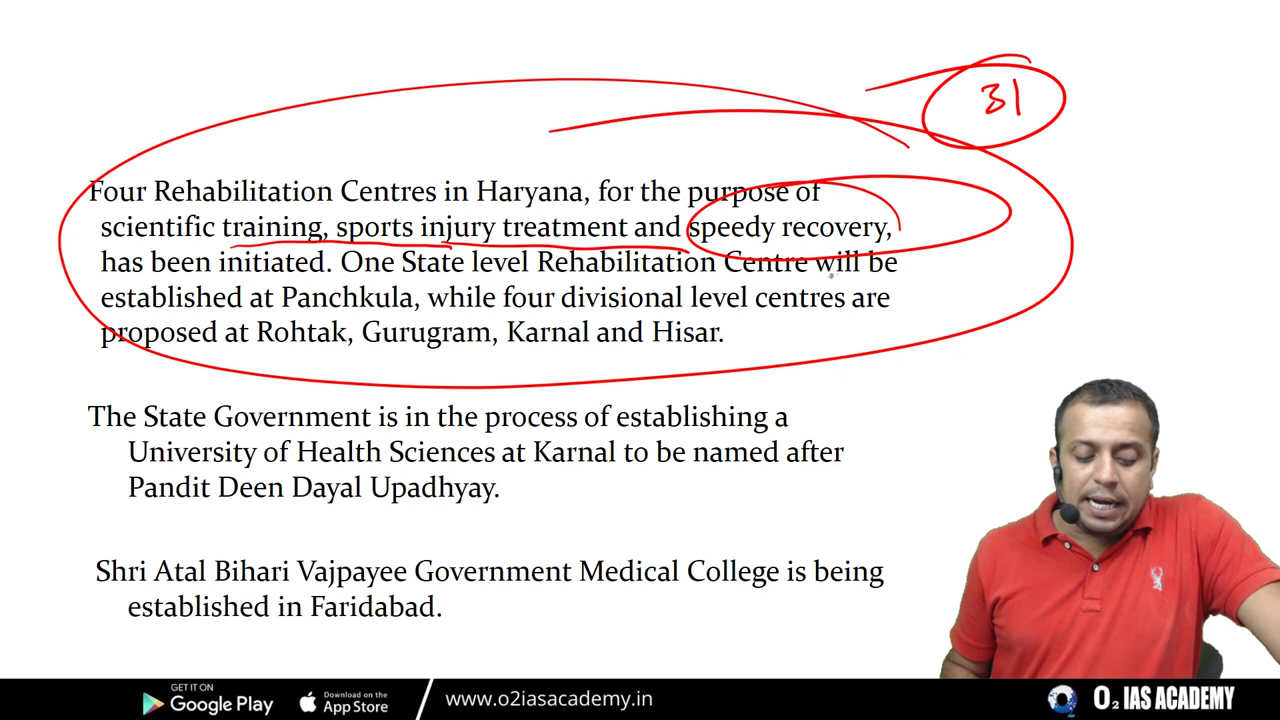 31
Four Rehabilitation Centres in Haryana, for the purpose of
scientific training, sports injury treatment and speedy recovery,
has been initiated. One State level Rehabilitation Centre will be
established at Panchkula, while four divisional level centres are
proposed at Rohtak, Gurugram, Karnal and Hisar.
The State Government is in the process of establishing a
University of Health Sciences at Karnal to be named after
Pandit Deen Dayal Upadhyay.
Shri Atal Bihari Vajpayee Government Medical College is being
established in Faridabad.
GET IT ON
Google Play
Download on the
App Store
www.o2iasacademy.in
O2 IAS ACADEMY